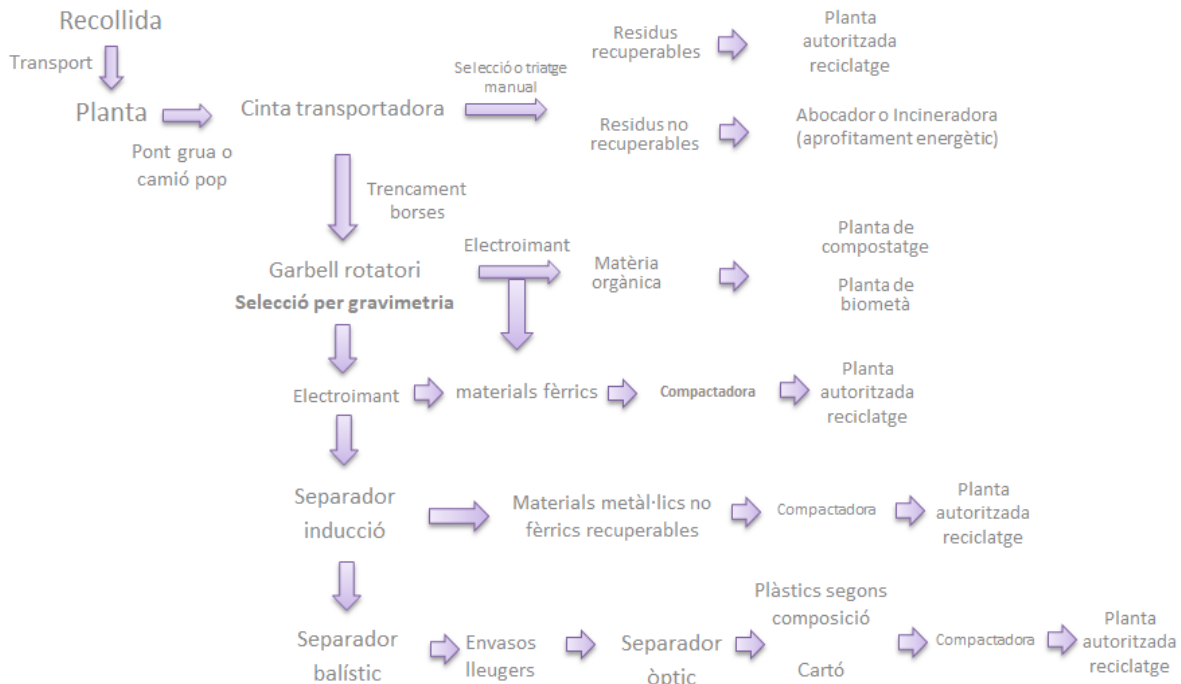 Recollida
Transport
Planta
Pont grua o
camió pop
Cinta transportadora
Selecció o triatge
manual
Residus
recuperables
Planta
autoritzada
reciclatge
Residus no
recuperables
Abocador o Incineradora
(aprofitament energètic)
Trencament
borses
Garbell rotatori
Selecció per gravimetria
Electroimant
Matèria
orgànica
Planta de
compostatge
Planta de
biometà
Electroimant
materials fèrrics
Compactadora
Planta
autoritzada
reciclatge
Separador
inducció
Materials metàl·lics no
fèrrics recuperables
Compactadora
Planta
autoritzada
reciclatge
Separador
balístic
Envasos
lleugers
Separador
òptic
Plàstics segons
composició
Cartó
Compactadora
Planta
autoritzada
reciclatge